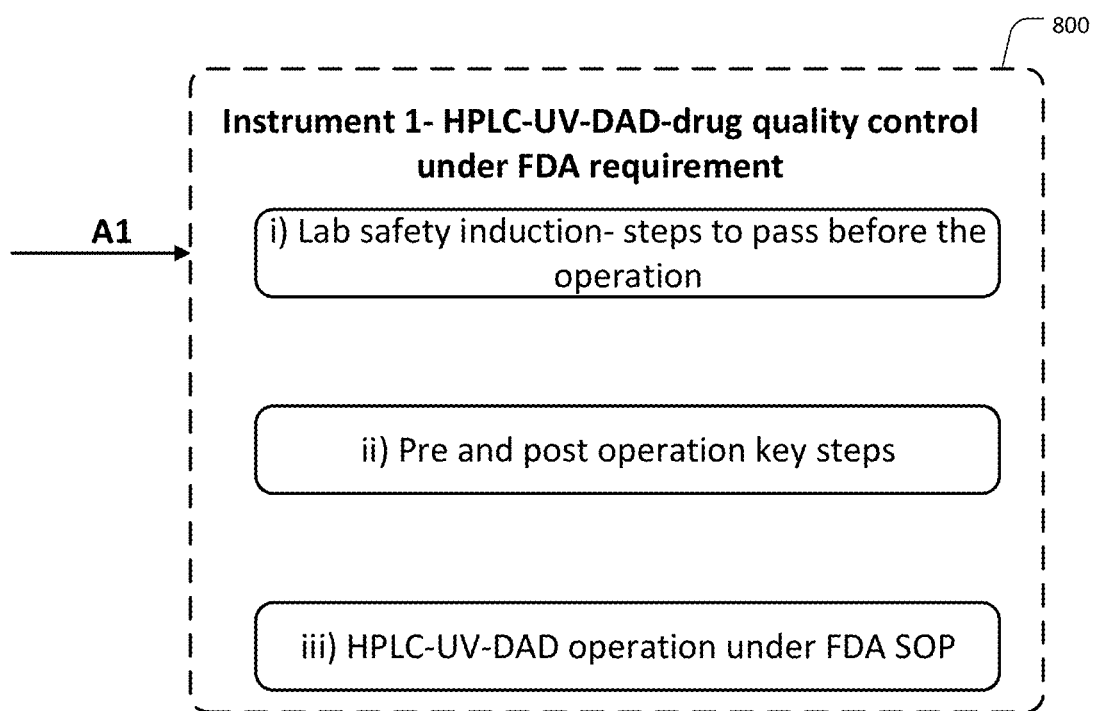 800
Instrument 1- HPLC-UV-DAD-drug quality control
under FDA requirement
A1
i) Lab safety induction- steps to pass before the
operation
ii) Pre and post operation key steps
iii) HPLC-UV-DAD operation under FDA SOP